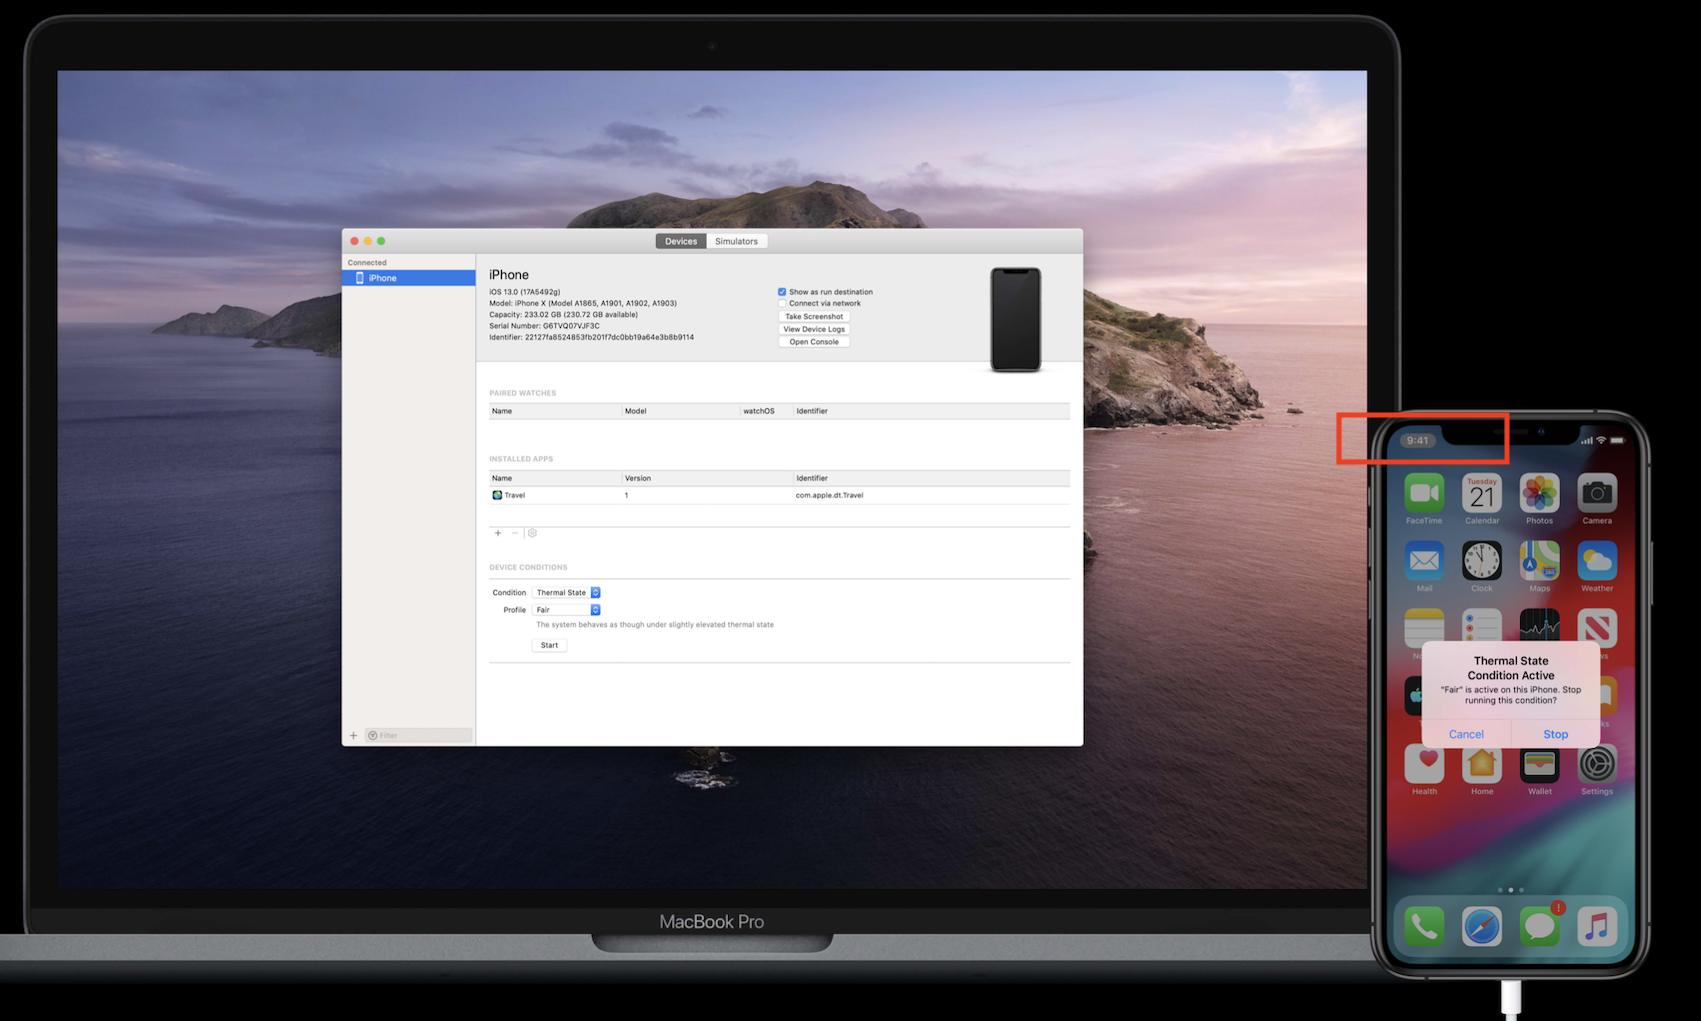 Devices
Simulators
Connected
iPhone
iPhone
iOS 13.0 (17A5492g)
Model: iPhone X (Model A1865, A1901, A1902, A1903)
Capacity: 233.02 GB (230.72 GB available)
Serial Number: G6TVQ07VJF3C
Identifier: 22127fa8524853fb201f7dc0bb19a64e3b8b9114
Show as run destination
Connect via network
Take Screenshot
View Device Logs
Open Console
PAIRED WATCHES
Name Model watchOS Identifier
INSTALLED APPS
Name Version Identifier
Travel 1 com.apple.dt.Travel
DEVICE CONDITIONS
Condition Thermal State
Profile Fair
The system behaves as though under slightly elevated thermal state
Start
Filter
MacBook Pro
9:41
Tuesday
21
FaceTime Calendar Photos Camera
Mail Clock Maps Weather
Thermal State
Condition Active
"Fair" is active on this iPhone. Stop
running this condition?
Cancel Stop
Health Home Wallet Settings